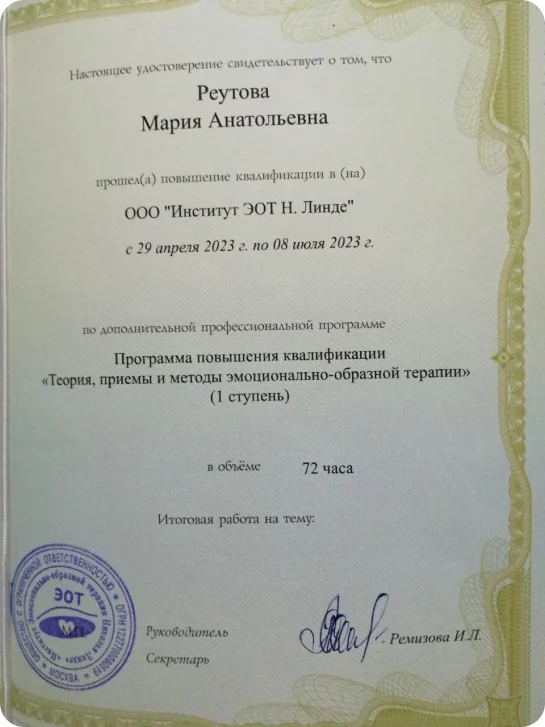 Настоящее удостоверение свидетельствует о том, что
Реутова
Мария Анатольевна
прошел(а) повышение квалификации в (на)
ООО "Институт ЭОТ Н. Линде"
с 29 апреля 2023 г. по 08 июля 2023 г.
по дополнительной профессиональной программе
Программа повышения квалификации
«Теория, приемы и методы эмоционально-образной терапии»
(1 ступень)
в объёме 72 часа
Итоговая работа на тему:
ОБЩЕСТВО С ОГРАНИЧЕННОЙ ОТВЕТСТВЕННОСТЬЮ
МОСКВА
Институт Эмоционально-образной терапии Николая Линде
ЭОТ
МП
Руководитель
Ремизова И.Л.
Секретарь